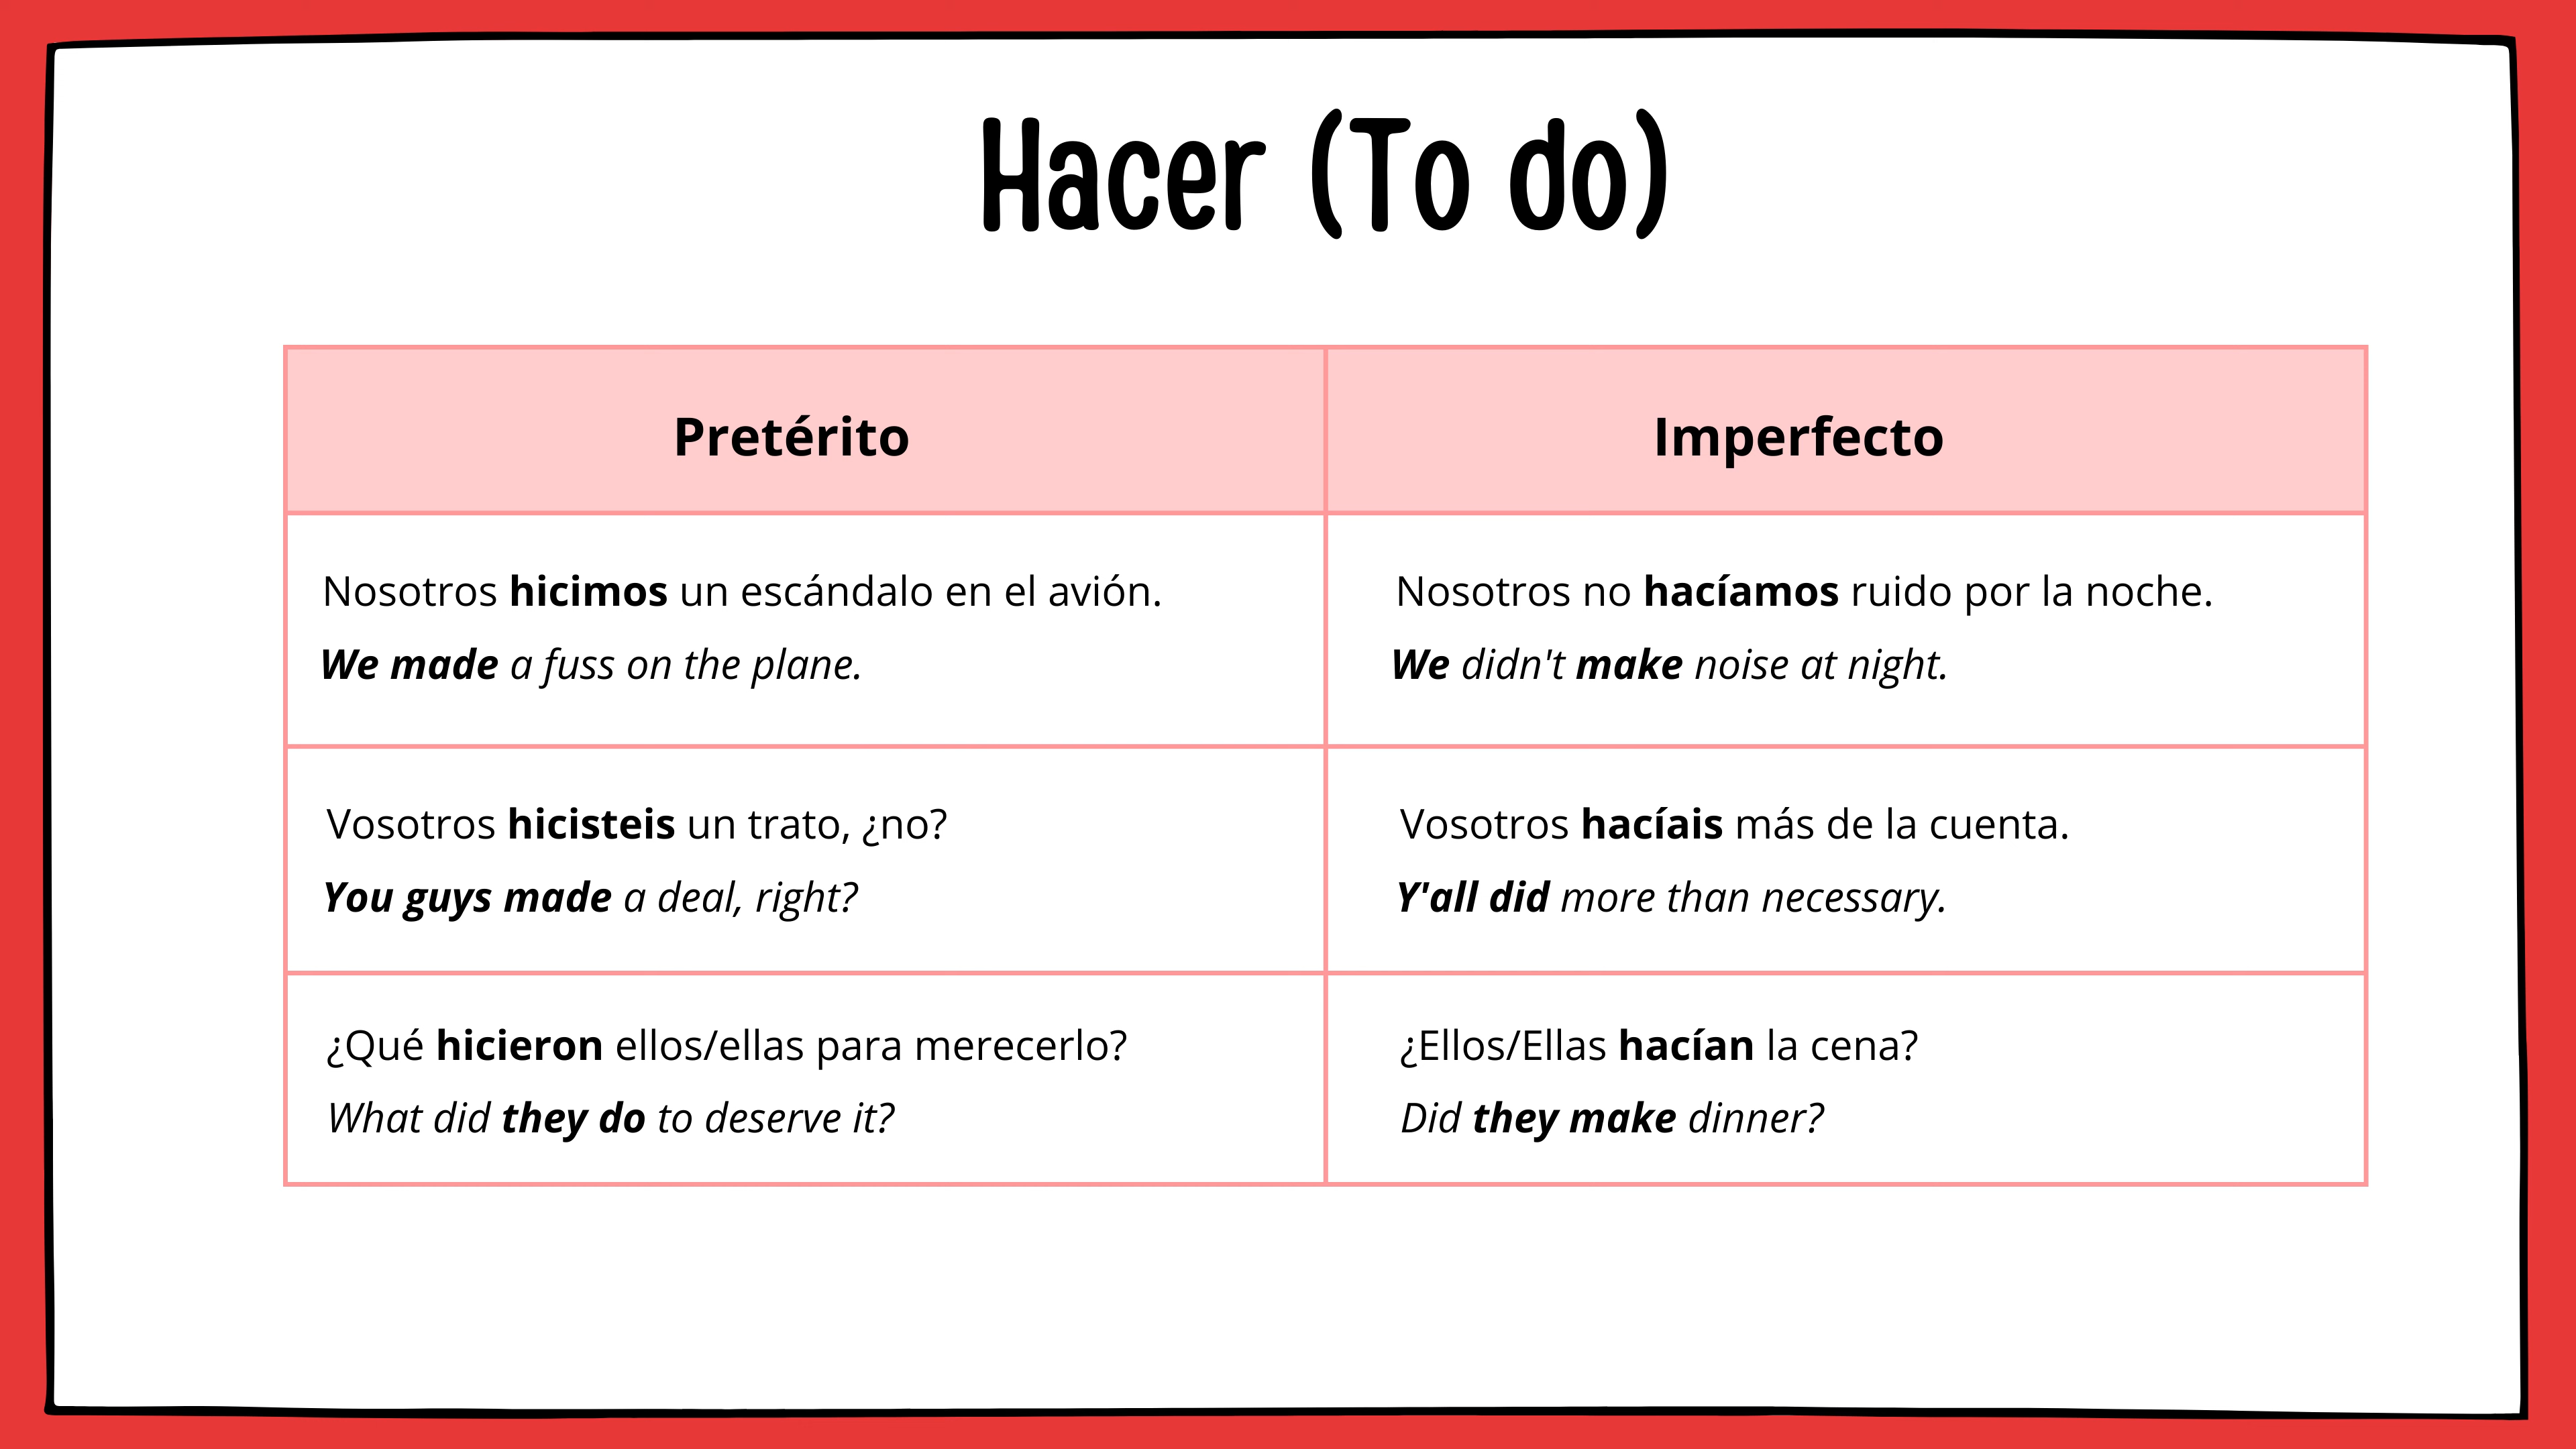 Hacer (To do)
Pretérito
Imperfecto
Nosotros hicimos un escándalo en el avión.
We made a fuss on the plane.
Nosotros no hacíamos ruido por la noche.
We didn't make noise at night.
Vosotros hicisteis un trato, ¿no?
You guys made a deal, right?
Vosotros hacíais más de la cuenta.
Y'all did more than necessary.
¿Qué hicieron ellos/ellas para merecerlo?
What did they do to deserve it?
¿Ellos/Ellas hacían la cena?
Did they make dinner?